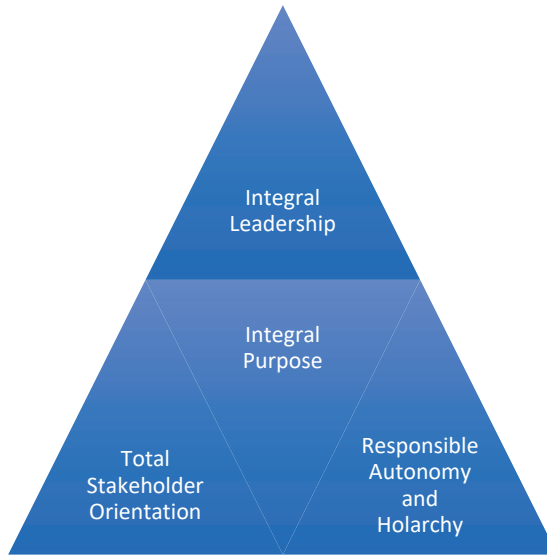 Integral
Leadership
Integral
Purpose
Total
Stakeholder
Orientation
Responsible
Autonomy
and
Holarchy